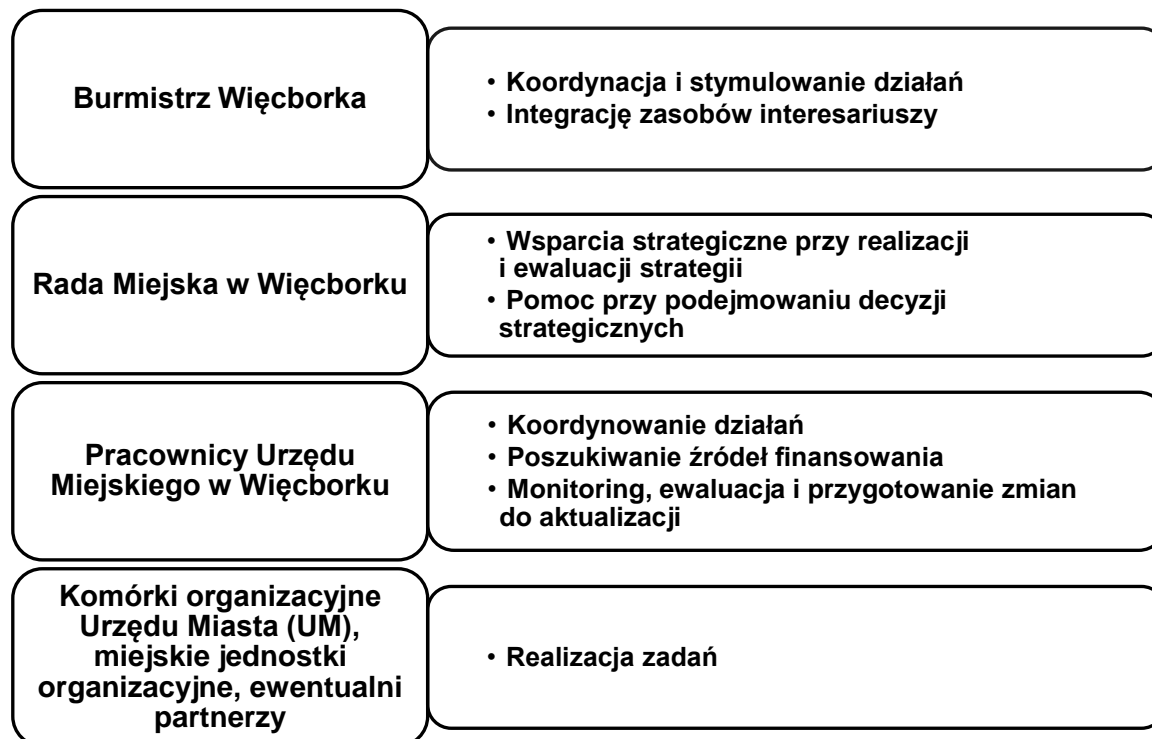 Burmistrz Więcborka
• Koordynacja i stymulowanie działań
• Integrację zasobów interesariuszy
Rada Miejska w Więcborku
• Wsparcia strategiczne przy realizacji
i ewaluacji strategii
• Pomoc przy podejmowaniu decyzji
strategicznych
Pracownicy Urzędu
Miejskiego w Więcborku
• Koordynowanie działań
• Poszukiwanie źródeł finansowania
• Monitoring, ewaluacja i przygotowanie zmian
do aktualizacji
Komórki organizacyjne
Urzędu Miasta (UM),
miejskie jednostki
organizacyjne, ewentualni
partnerzy
• Realizacja zadań